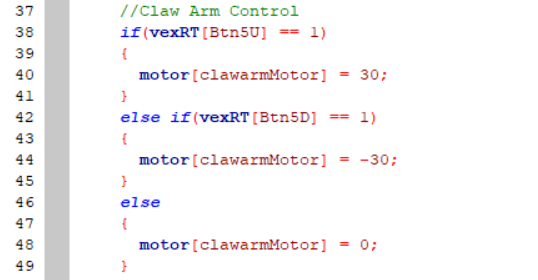 37 //Claw Arm Control
38 if(vexRT[Btn5U] == 1)
39 {
40 motor[clawarmMotor] = 30;
41 }
42 else if(vexRT[Btn5D] == 1)
43 {
44 motor[clawarmMotor] = -30;
45 }
46 else
47 {
48 motor[clawarmMotor] = 0;
49 }